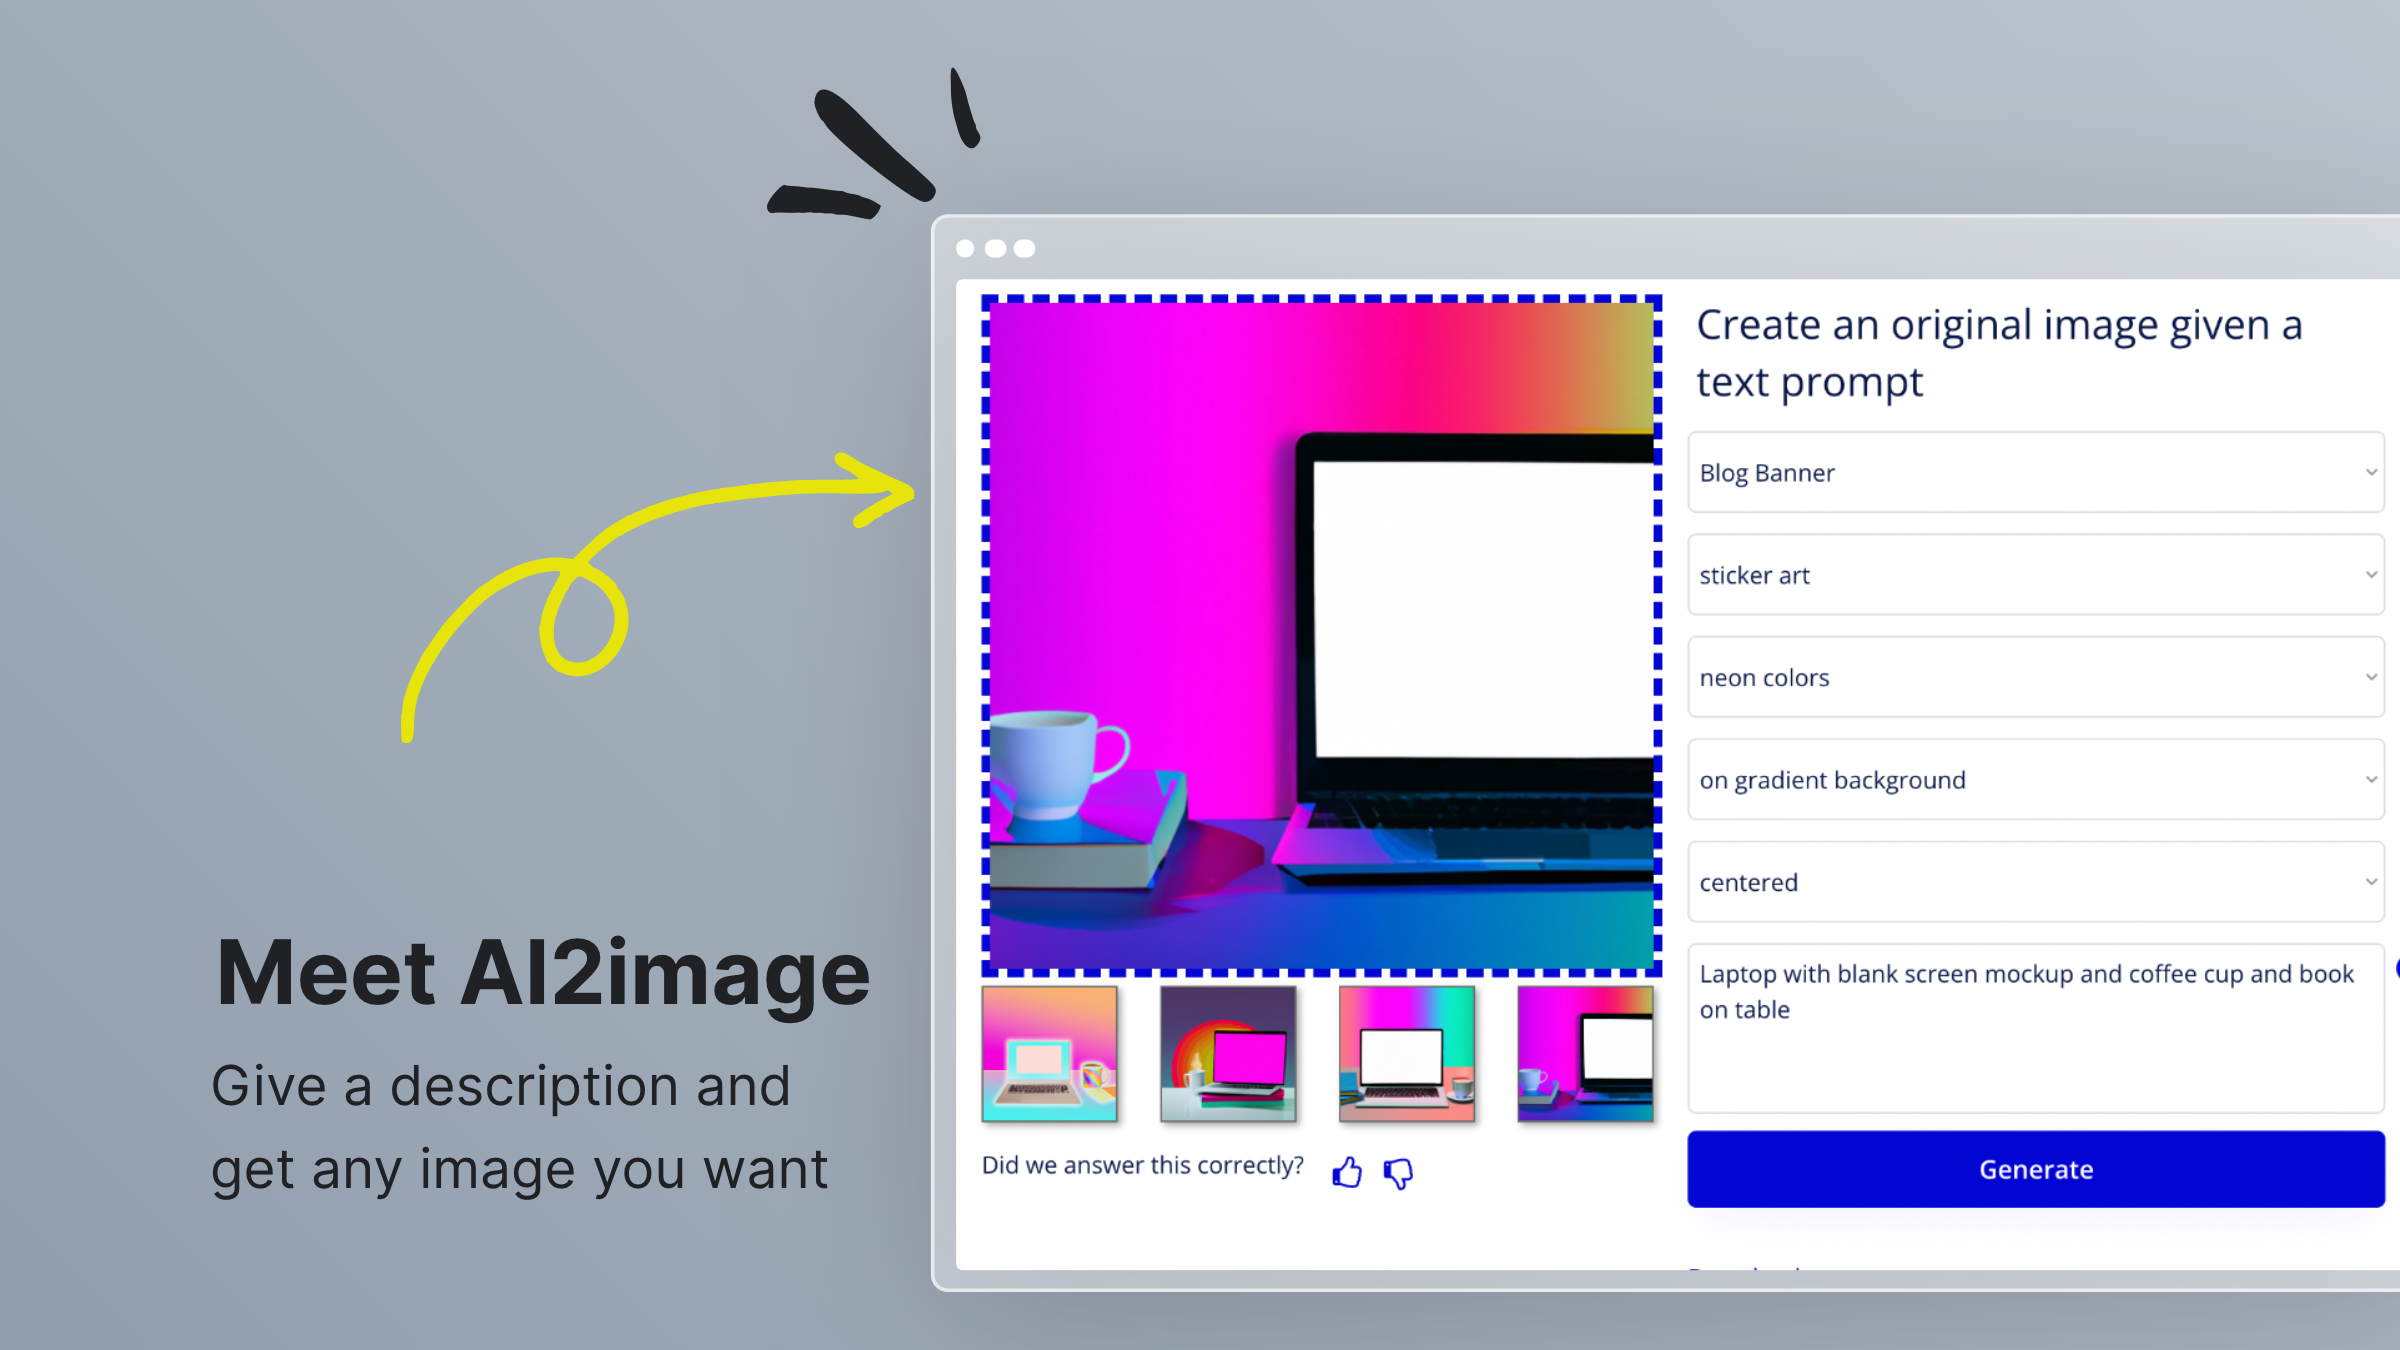 Meet AI2image
Give a description and
get any image you want
Create an original image given a
text prompt
Blog Banner
sticker art
neon colors
on gradient background
centered
Laptop with blank screen mockup and coffee cup and book
on table
Generate
Did we answer this correctly?